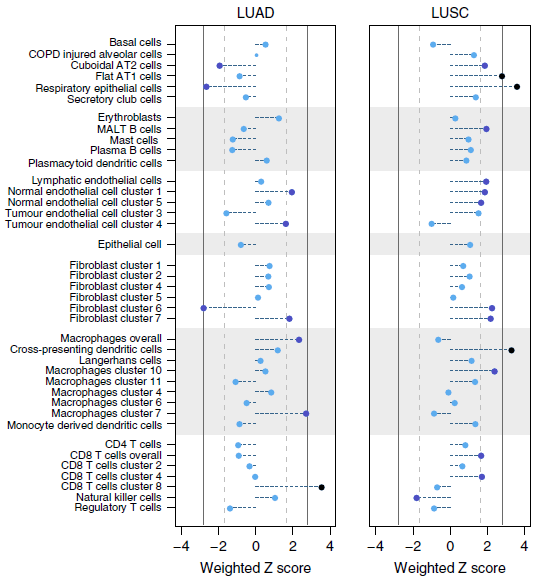 LUAD LUSC
Basal cells
COPD injured alveolar cells
Cuboidal AT2 cells
Flat AT1 cells
Respiratory epithelial cells
Secretory club cells
Erythroblasts
MALT B cells
Mast cells
Plasma B cells
Plasmacytoid dendritic cells
Lymphatic endothelial cells
Normal endothelial cell cluster 1
Normal endothelial cell cluster 5
Tumour endothelial cell cluster 3
Tumour endothelial cell cluster 4
Epithelial cell
Fibroblast cluster 1
Fibroblast cluster 2
Fibroblast cluster 4
Fibroblast cluster 5
Fibroblast cluster 6
Fibroblast cluster 7
Macrophages overall
Cross-presenting dendritic cells
Langerhans cells
Macrophages cluster 10
Macrophages cluster 11
Macrophages cluster 4
Macrophages cluster 6
Macrophages cluster 7
Monocyte derived dendritic cells
CD4 T cells
CD8 T cells overall
CD8 T cells cluster 2
CD8 T cells cluster 4
CD8 T cells cluster 8
Natural killer cells
Regulatory T cells
−4 −2 0 2 4 −4 −2 0 2 4
Weighted Z score Weighted Z score